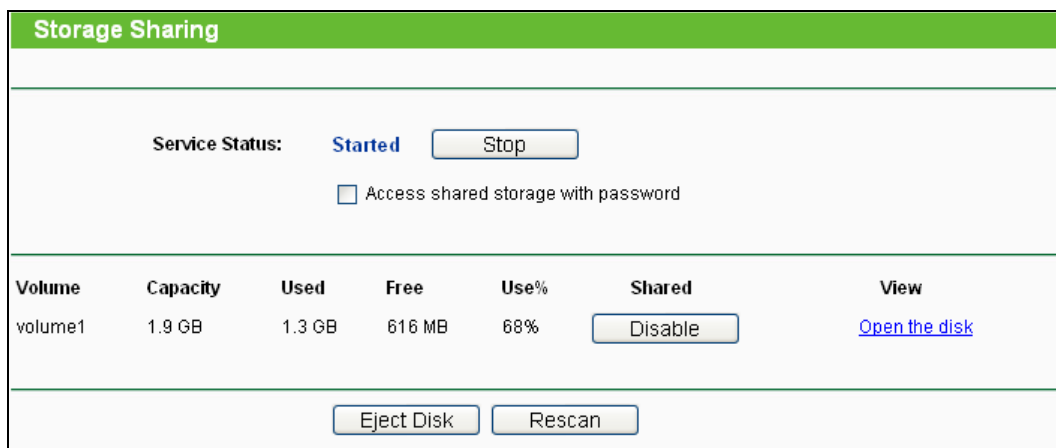 Storage Sharing
Service Status: Started Stop
Access shared storage with password
Volume Capacity Used Free Use% Shared View
volume1 1.9 GB 1.3 GB 616 MB 68% Disable Open the disk
Eject Disk Rescan